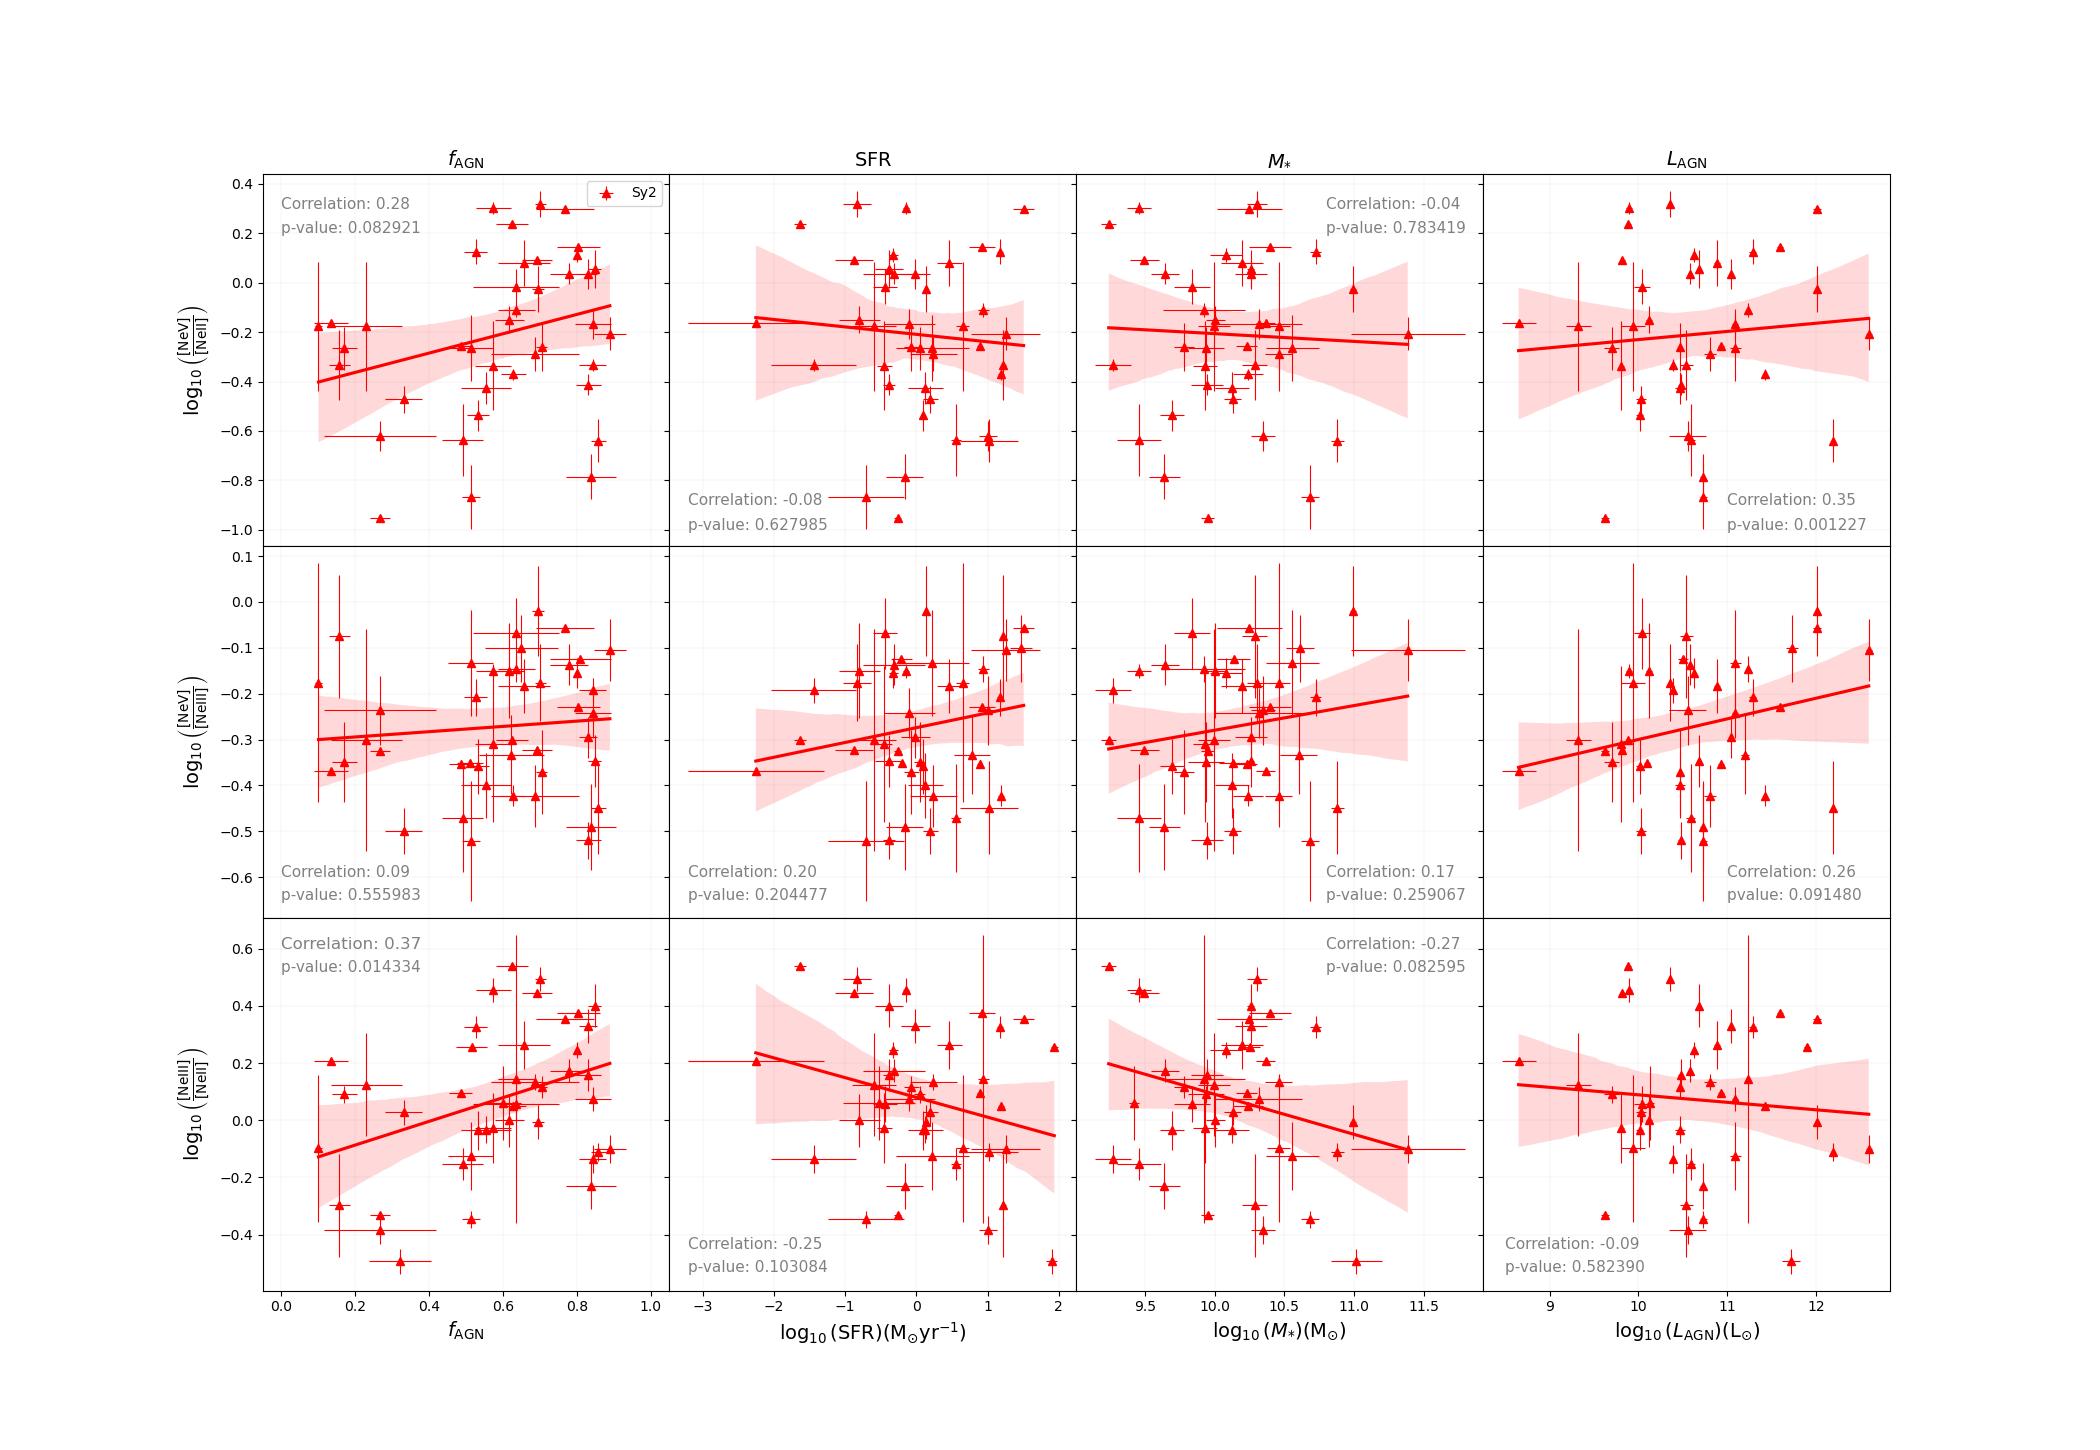 f_AGN SFR M_* L_AGN
log₁₀([NeV]/[NeII])
0.4
0.2
0.0
−0.2
−0.4
−0.6
−0.8
−1.0
Correlation: 0.28
p-value: 0.082921
Sy2
Correlation: -0.08
p-value: 0.627985
Correlation: -0.04
p-value: 0.783419
Correlation: 0.35
p-value: 0.001227
log₁₀([NeV]/[NeIII])
0.1
0.0
−0.1
−0.2
−0.3
−0.4
−0.5
−0.6
Correlation: 0.09
p-value: 0.555983
Correlation: 0.20
p-value: 0.204477
Correlation: 0.17
p-value: 0.259067
Correlation: 0.26
pvalue: 0.091480
log₁₀([NeIII]/[NeII])
0.6
0.4
0.2
0.0
−0.2
−0.4
Correlation: 0.37
p-value: 0.014334
Correlation: -0.25
p-value: 0.103084
Correlation: -0.27
p-value: 0.082595
Correlation: -0.09
p-value: 0.582390
0.0 0.2 0.4 0.6 0.8 1.0
−3 −2 −1 0 1 2
9.5 10.0 10.5 11.0 11.5
9 10 11 12
f_AGN
log₁₀(SFR)(M⊙yr⁻¹)
log₁₀(M_*)(M⊙)
log₁₀(L_AGN)(L⊙)